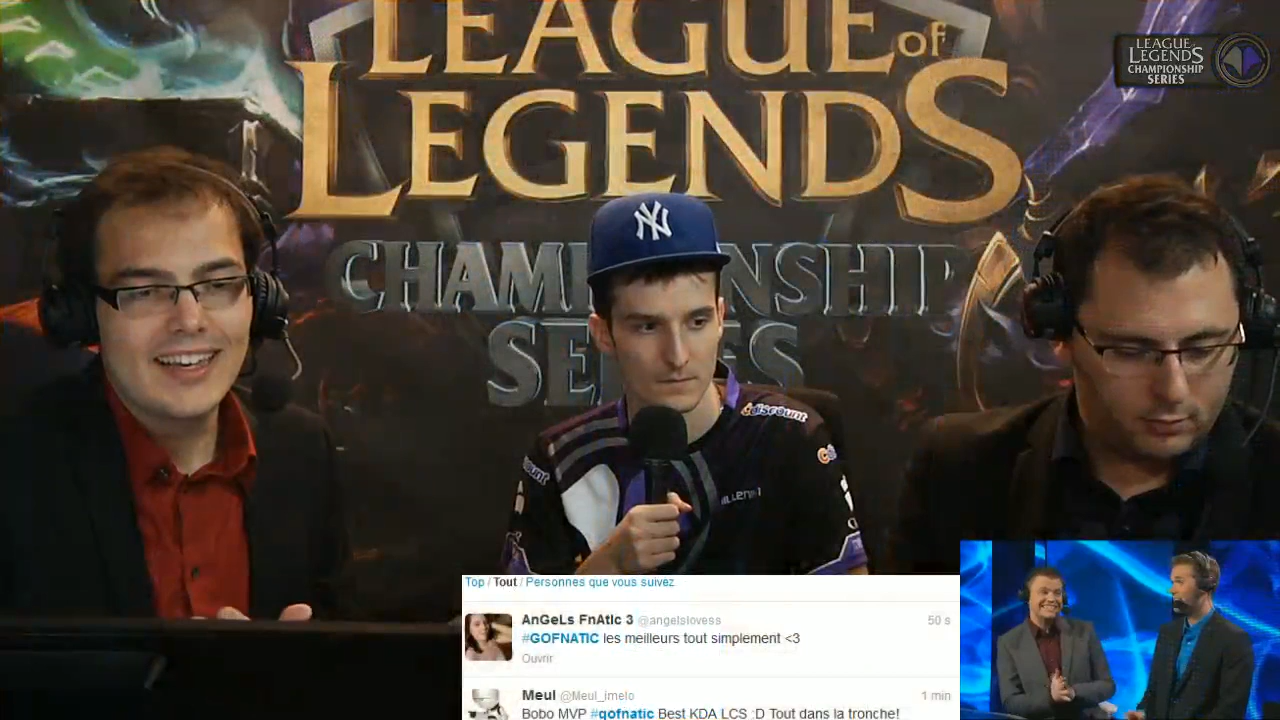 LEAGUE of
LEGENDS
CHAMPIONSHIP
SERIES
LEAGUE of
LEGENDS
CHAMPIONSHIP
SERIES
NY
Cdiscount
Top / Tout / Personnes que vous suivez
AnGeLs FnAtIc 3 @angelslovess 50 s
#GOFNATIC les meilleurs tout simplement <3
Ouvrir
Meul @Meul_imelo 1 min
Bobo MVP #gofnatic Best KDA LCS :D Tout dans la tronche!